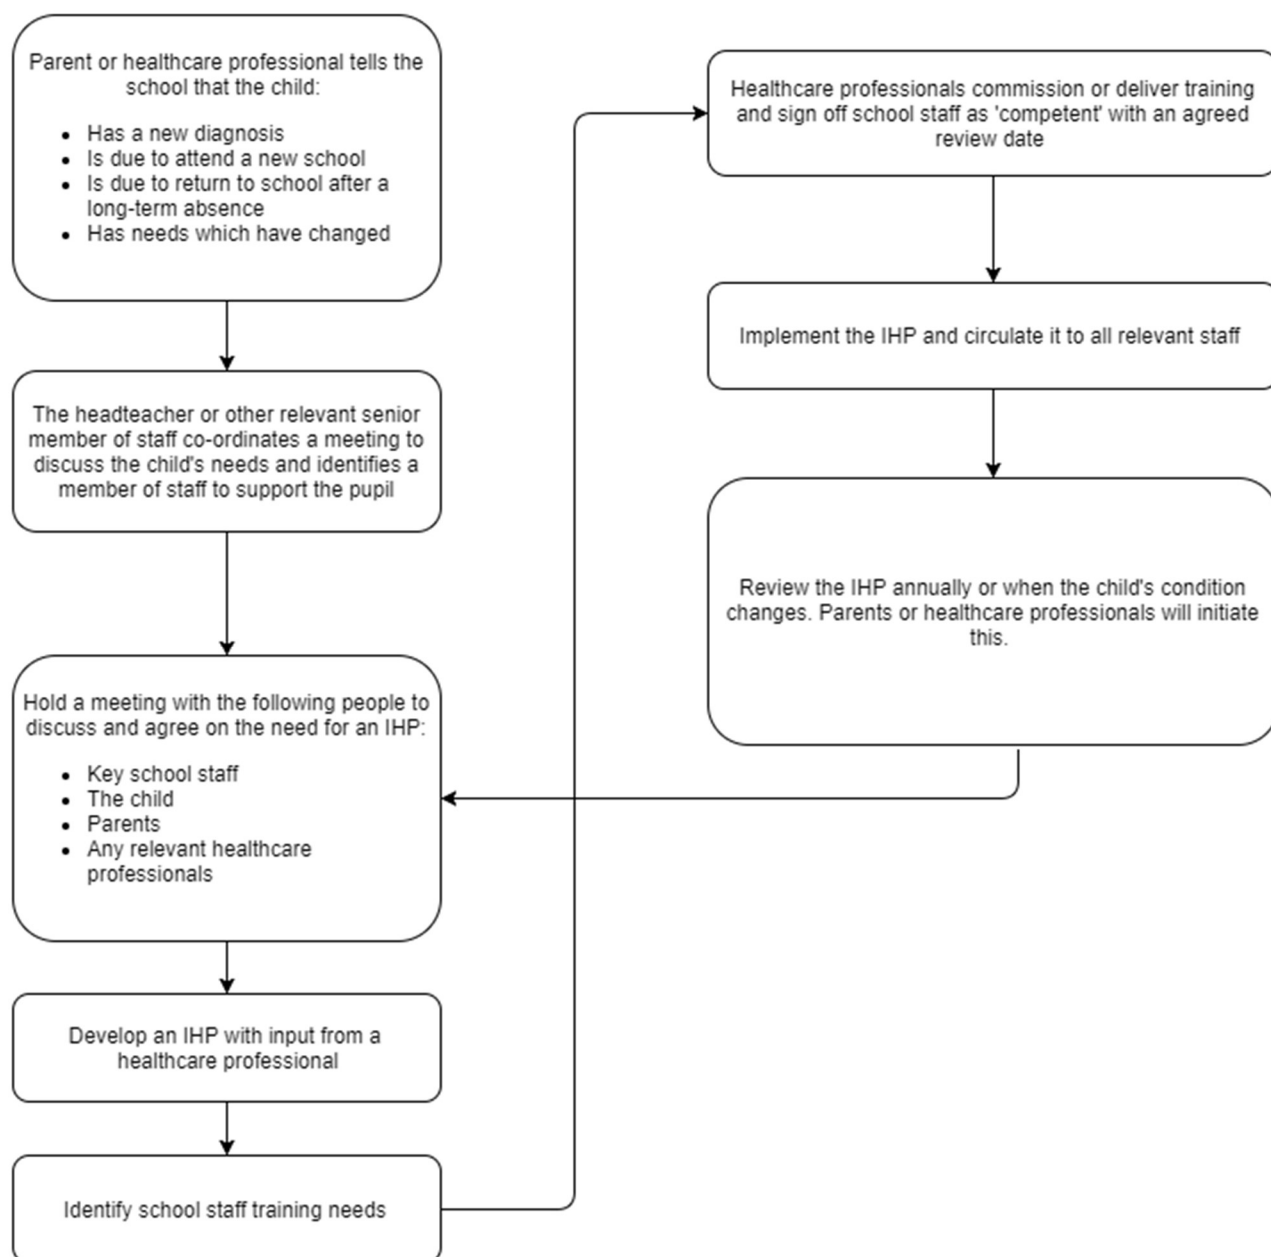 Parent or healthcare professional tells the
school that the child:
• Has a new diagnosis
• Is due to attend a new school
• Is due to return to school after a
long-term absence
• Has needs which have changed
The headteacher or other relevant senior
member of staff co-ordinates a meeting to
discuss the child's needs and identifies a
member of staff to support the pupil
Hold a meeting with the following people to
discuss and agree on the need for an IHP:
• Key school staff
• The child
• Parents
• Any relevant healthcare
professionals
Develop an IHP with input from a
healthcare professional
Identify school staff training needs
Healthcare professionals commission or deliver training
and sign off school staff as 'competent' with an agreed
review date
Implement the IHP and circulate it to all relevant staff
Review the IHP annually or when the child's condition
changes. Parents or healthcare professionals will initiate
this.